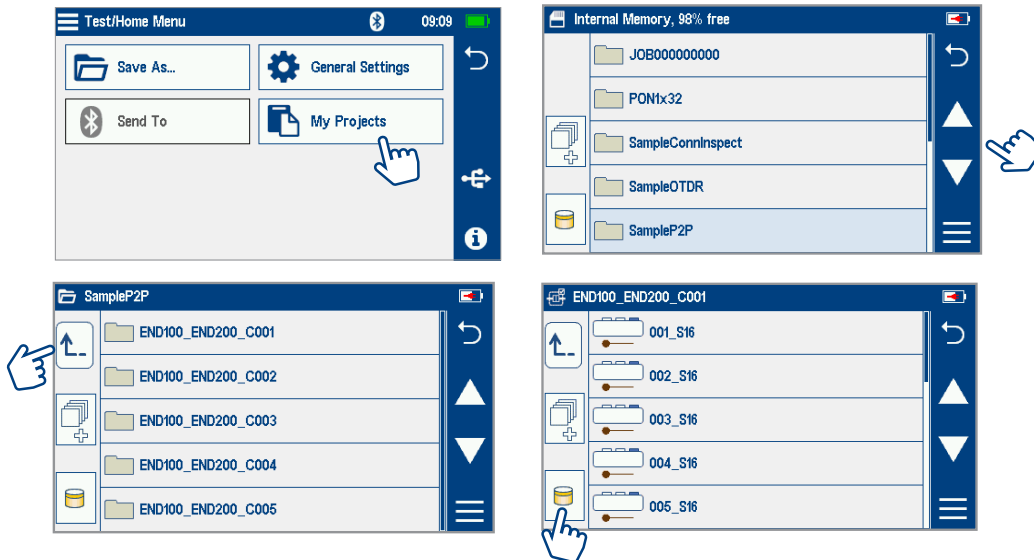 Test/Home Menu 09:09
Save As... General Settings
Send To My Projects
Internal Memory, 98% free
JOB000000000
PON1x32
SampleConnInspect
SampleOTDR
SampleP2P
SampleP2P
END100_END200_C001
END100_END200_C002
END100_END200_C003
END100_END200_C004
END100_END200_C005
END100_END200_C001
001_S16
002_S16
003_S16
004_S16
005_S16